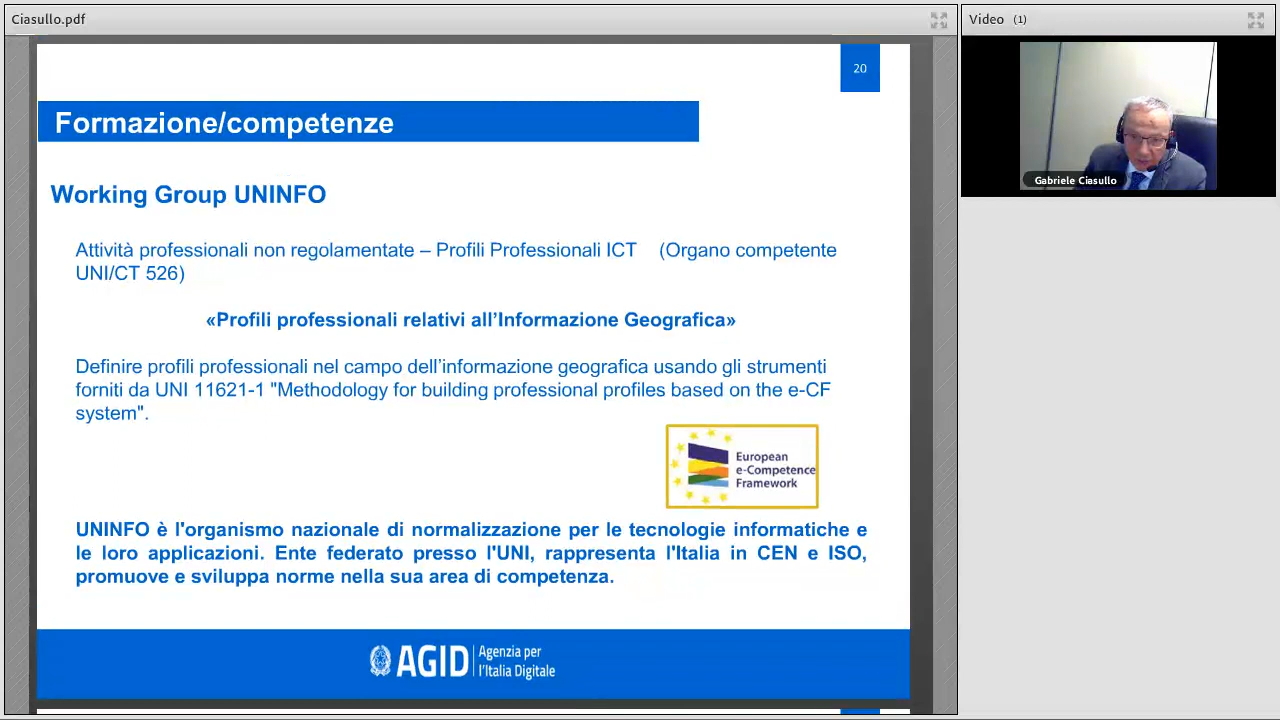 Ciasullo.pdf
Video (1)
20
Formazione/competenze
Working Group UNINFO
Attività professionali non regolamentate – Profili Professionali ICT (Organo competente
UNI/CT 526)
«Profili professionali relativi all’Informazione Geografica»
Definire profili professionali nel campo dell’informazione geografica usando gli strumenti
forniti da UNI 11621-1 "Methodology for building professional profiles based on the e-CF
system".
European
e-Competence
Framework
UNINFO è l'organismo nazionale di normalizzazione per le tecnologie informatiche e
le loro applicazioni. Ente federato presso l'UNI, rappresenta l'Italia in CEN e ISO,
promuove e sviluppa norme nella sua area di competenza.
AGID Agenzia per
l'Italia Digitale
Gabriele Ciasullo